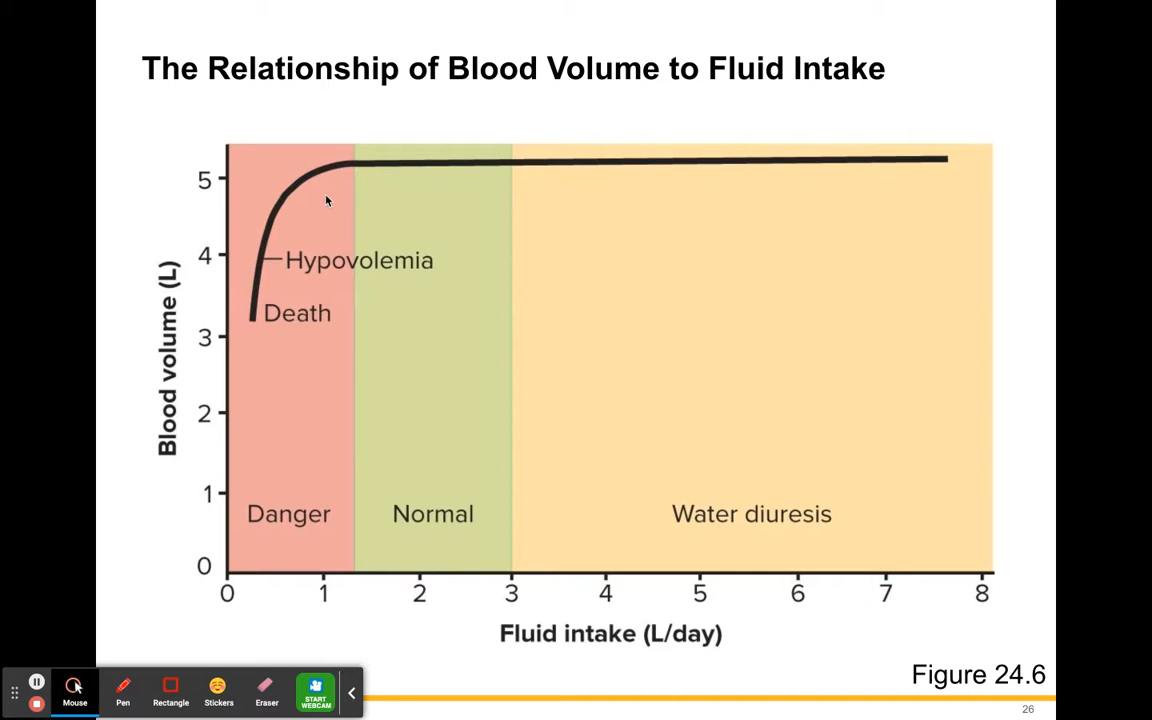 The Relationship of Blood Volume to Fluid Intake
Blood volume (L)
5
4
3
2
1
0
Hypovolemia
Death
Danger
Normal
Water diuresis
0 1 2 3 4 5 6 7 8
Fluid intake (L/day)
Figure 24.6
26
Mouse
Pen
Rectangle
Stickers
Eraser
START
WEBCAM